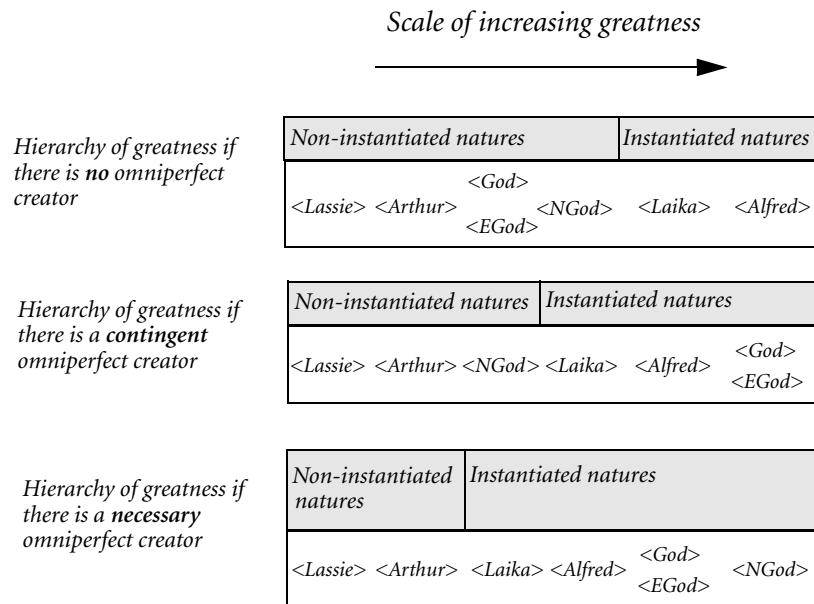 Scale of increasing greatness
Hierarchy of greatness if
there is no omniperfect
creator
Non-instantiated natures
Instantiated natures
<God>
<Lassie> <Arthur> <NGod> <Laika> <Alfred>
<EGod>
Hierarchy of greatness if
there is a contingent
omniperfect creator
Non-instantiated natures
Instantiated natures
<God>
<Lassie> <Arthur> <NGod> <Laika> <Alfred>
<EGod>
Hierarchy of greatness if
there is a necessary
omniperfect creator
Non-instantiated
natures
Instantiated natures
<God>
<Lassie> <Arthur> <Laika> <Alfred> <NGod>
<EGod>